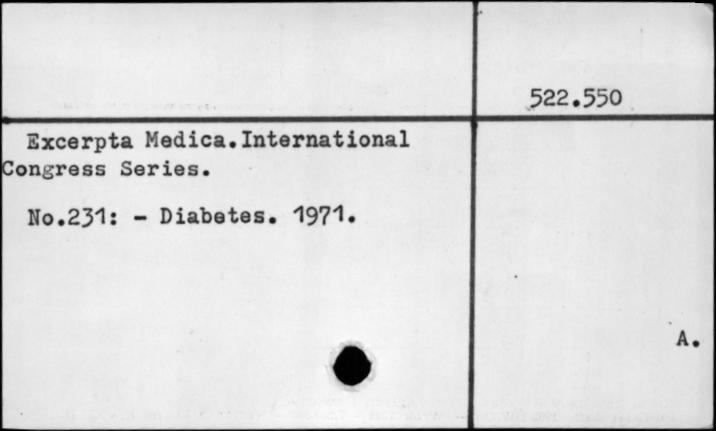 522.550
Excerpta Medica.International
Congress Series.
No.231: - Diabetes. 1971.
A.